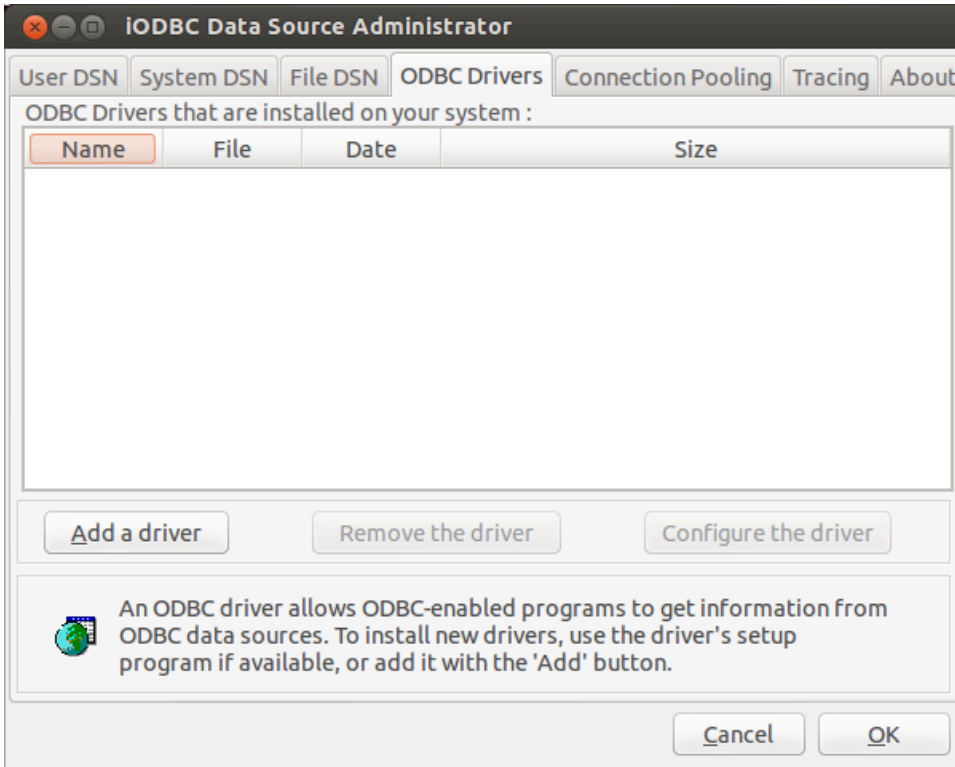 iODBC Data Source Administrator
User DSN System DSN File DSN ODBC Drivers Connection Pooling Tracing About
ODBC Drivers that are installed on your system :
Name File Date Size
Add a driver Remove the driver Configure the driver
An ODBC driver allows ODBC-enabled programs to get information from
ODBC data sources. To install new drivers, use the driver's setup
program if available, or add it with the 'Add' button.
Cancel OK